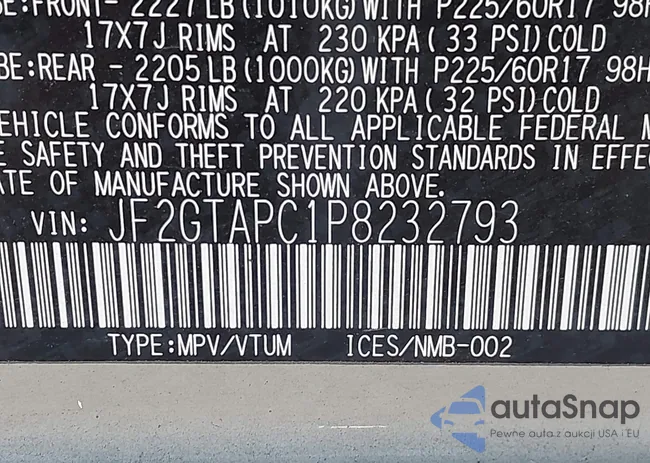 BE:FRONT- 2227 LB(1010KG)WITH P225/60R17 98H
17X7J RIMS AT 230 KPA( 33 PSI)COLD
BE:REAR - 2205 LB(1000KG)WITH P225/60R17 98H
17X7J RIMS AT 220 KPA( 32 PSI)COLD
EHICLE CONFORMS TO ALL APPLICABLE FEDERAL M
E SAFETY AND THEFT PREVENTION STANDARDS IN EFFEC
ATE OF MANUFACTURE SHOWN ABOVE.
VIN: JF2GTAPC1P8232793
TYPE:MPV/VTUM ICES/NMB-002
autaSnap
Pewne auta z aukcji USA i EU